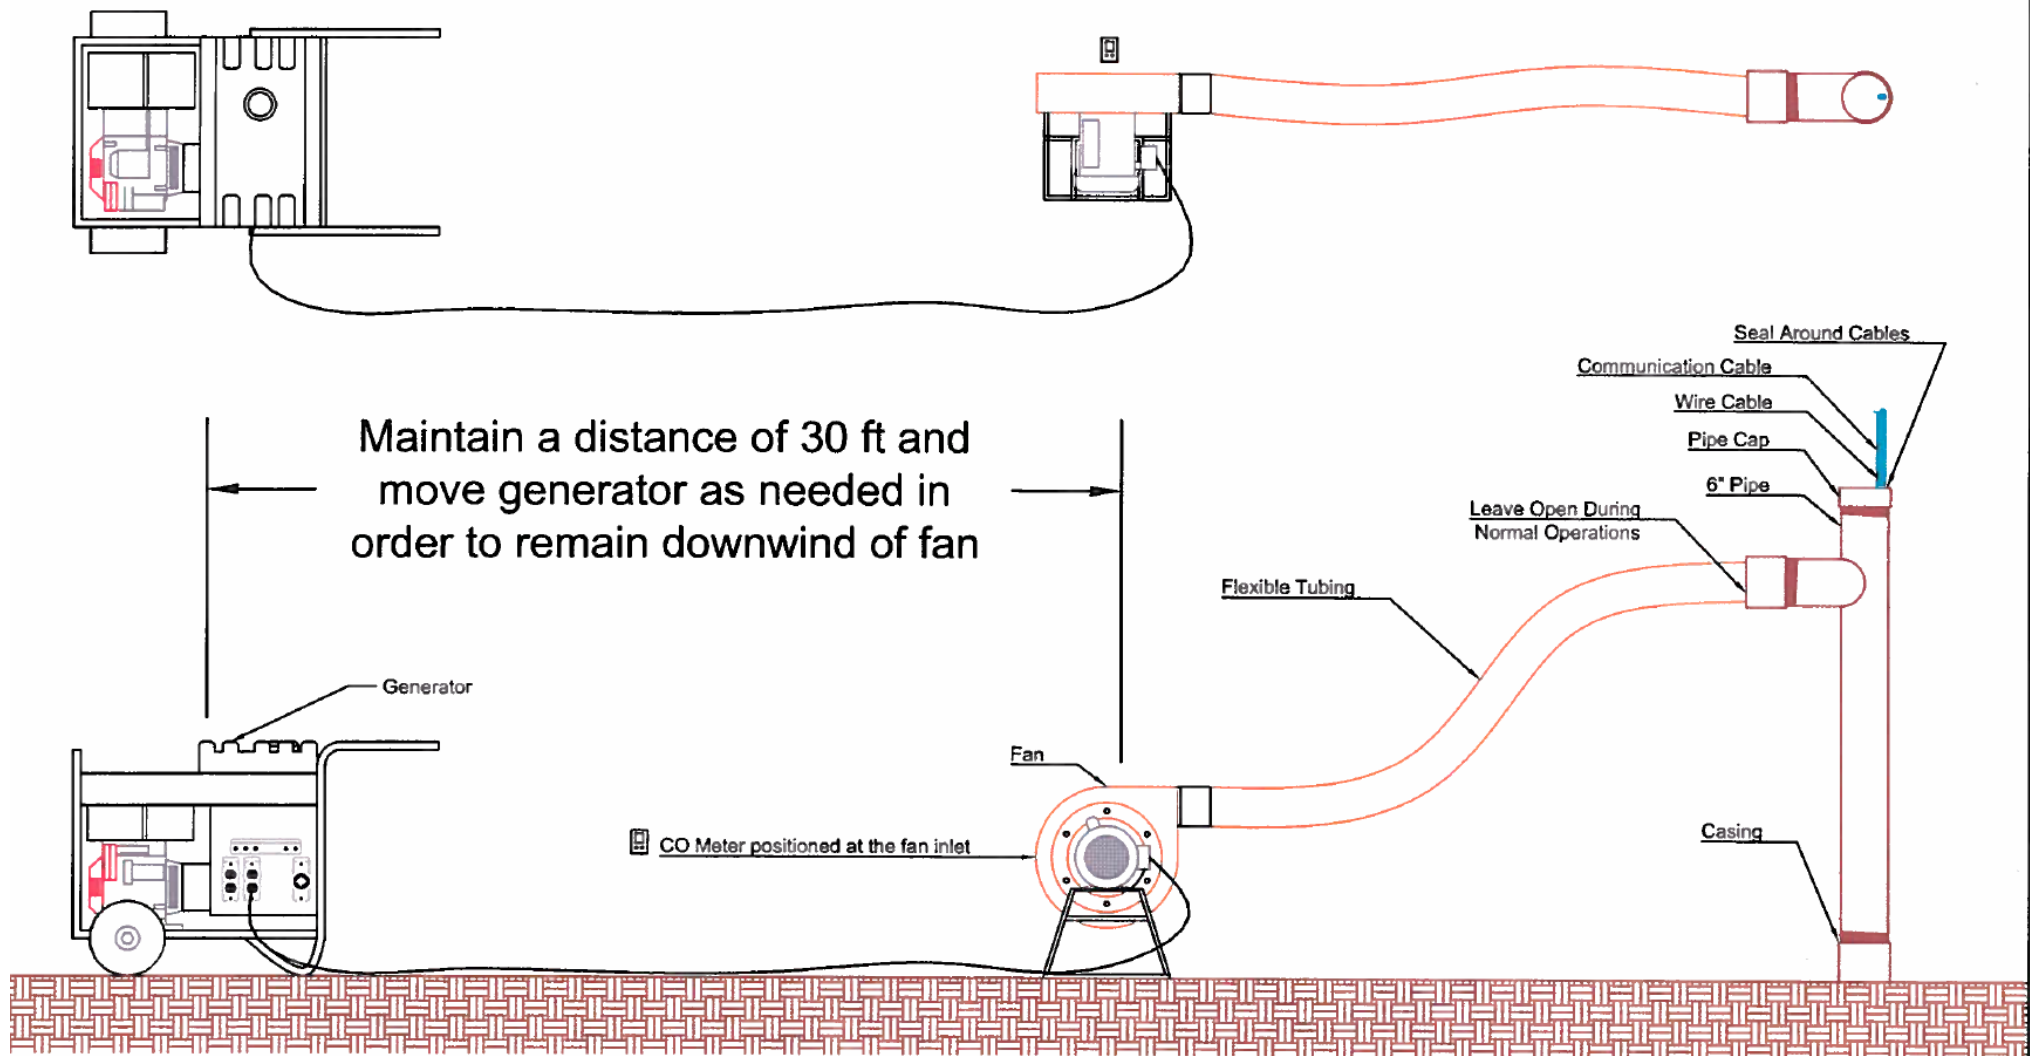 Seal Around Cables
Communication Cable
Wire Cable
Pipe Cap
6" Pipe
Leave Open During
Normal Operations
Maintain a distance of 30 ft and
move generator as needed in
order to remain downwind of fan
Flexible Tubing
Generator
Fan
CO Meter positioned at the fan inlet
Casing